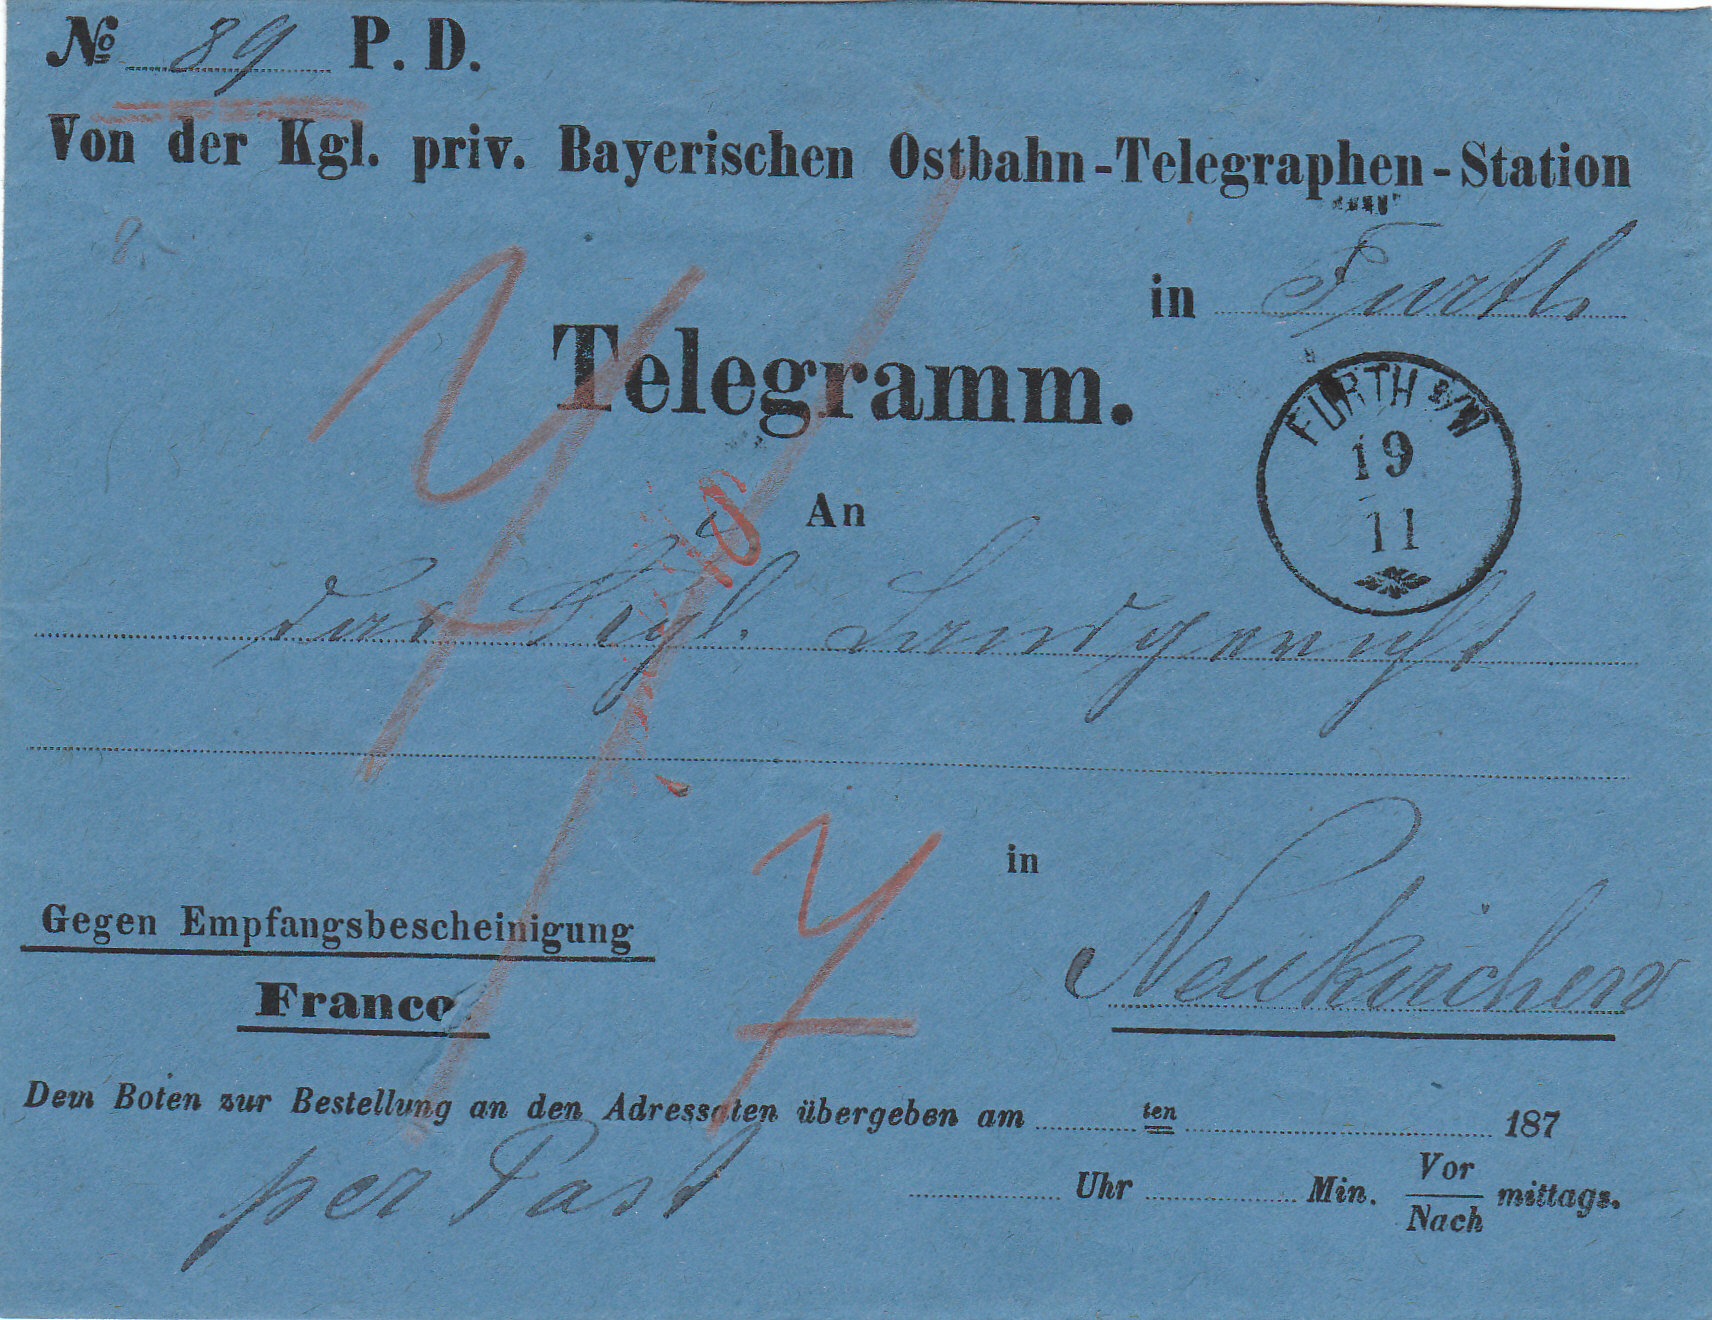 № 89 P. D.
Von der Kgl. priv. Bayerischen Ostbahn-Telegraphen-Station
in Furth
Telegramm.
FURTH a/W
19
11
An
das Kgl. Landgericht
in
Neukirchen
Gegen Empfangsbescheinigung
Franco
Dem Boten zur Bestellung an den Adressaten übergeben am ten 187
per Post
Uhr Min. Vor/Nach mittags.